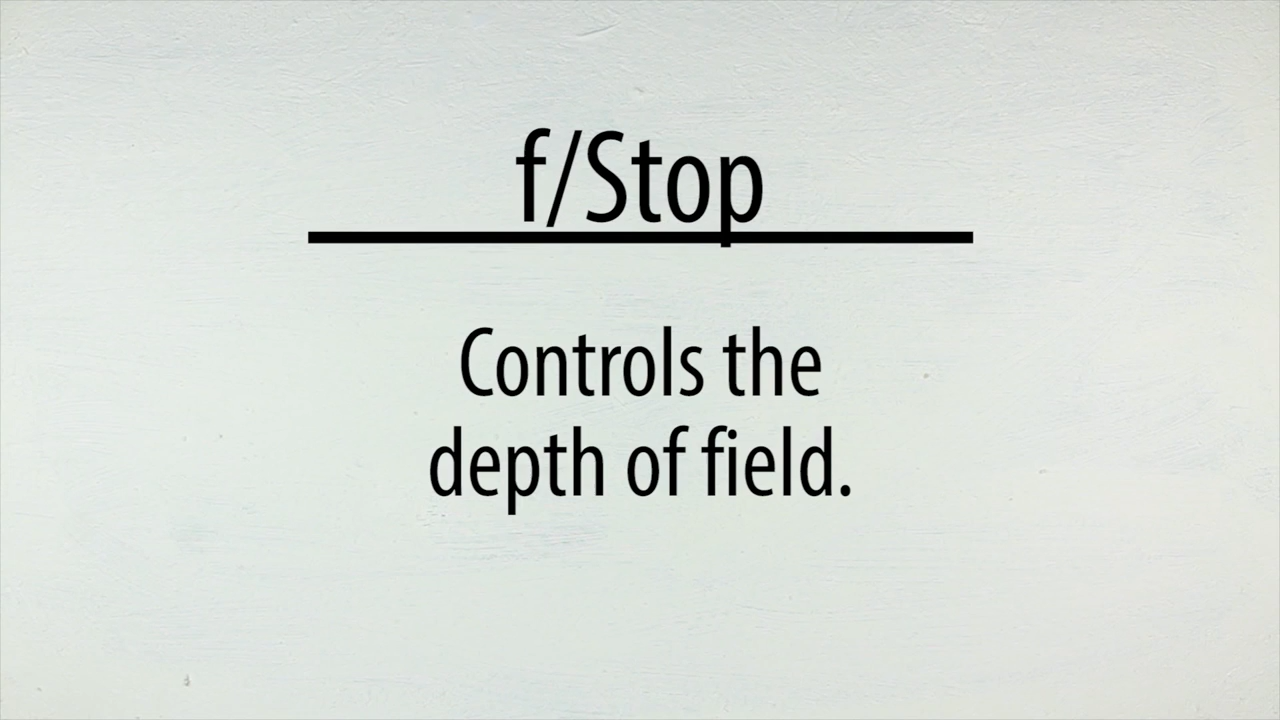 f/Stop
Controls the
depth of field.